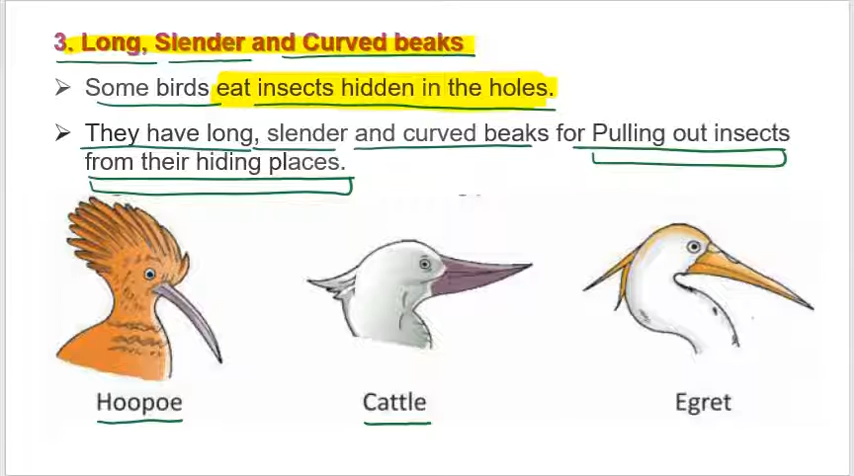 3. Long, Slender and Curved beaks
➢ Some birds eat insects hidden in the holes.
➢ They have long, slender and curved beaks for Pulling out insects
from their hiding places.
Hoopoe Cattle Egret